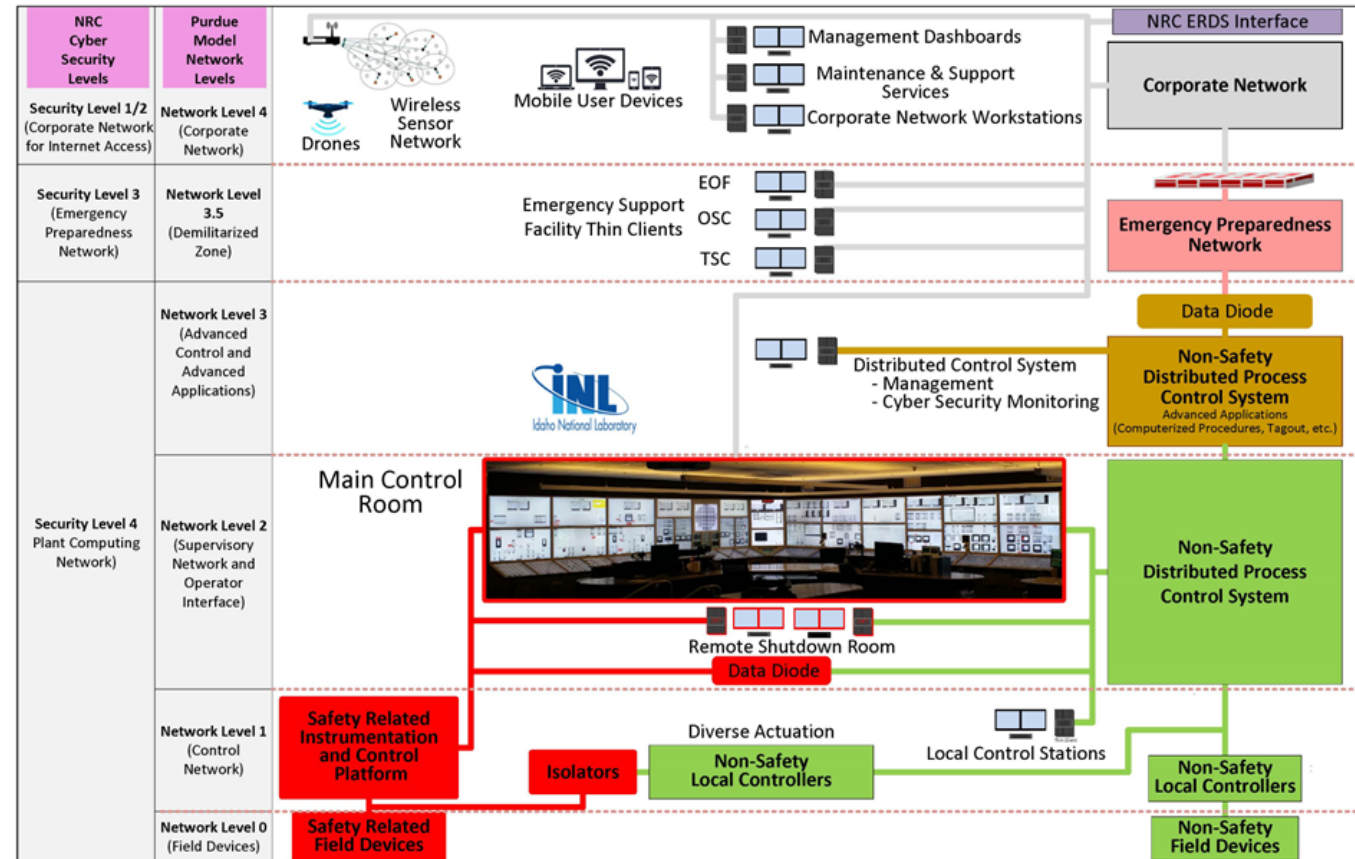 NRC
Cyber
Security
Levels
Purdue
Model
Network
Levels
Security Level 1/2
(Corporate Network
for Internet Access)
Network Level 4
(Corporate
Network)
Drones
Wireless
Sensor
Network
Mobile User Devices
Management Dashboards
Maintenance & Support
Services
Corporate Network Workstations
NRC ERDS Interface
Corporate Network
Security Level 3
(Emergency
Preparedness
Network)
Network Level
3.5
(Demilitarized
Zone)
Emergency Support
Facility Thin Clients
EOF
OSC
TSC
Emergency Preparedness
Network
Network Level 3
(Advanced
Control and
Advanced
Applications)
INL
Idaho National Laboratory
Distributed Control System
- Management
- Cyber Security Monitoring
Data Diode
Non-Safety
Distributed Process
Control System
Advanced Applications
(Computerized Procedures, Tagout, etc.)
Security Level 4
Plant Computing
Network)
Network Level 2
(Supervisory
Network and
Operator
Interface)
Main Control
Room
Remote Shutdown Room
Data Diode
Non-Safety
Distributed Process
Control System
Network Level 1
(Control
Network)
Safety Related
Instrumentation
and Control
Platform
Isolators
Diverse Actuation
Non-Safety
Local Controllers
Local Control Stations
Non-Safety
Local Controllers
Network Level 0
(Field Devices)
Safety Related
Field Devices
Non-Safety
Field Devices